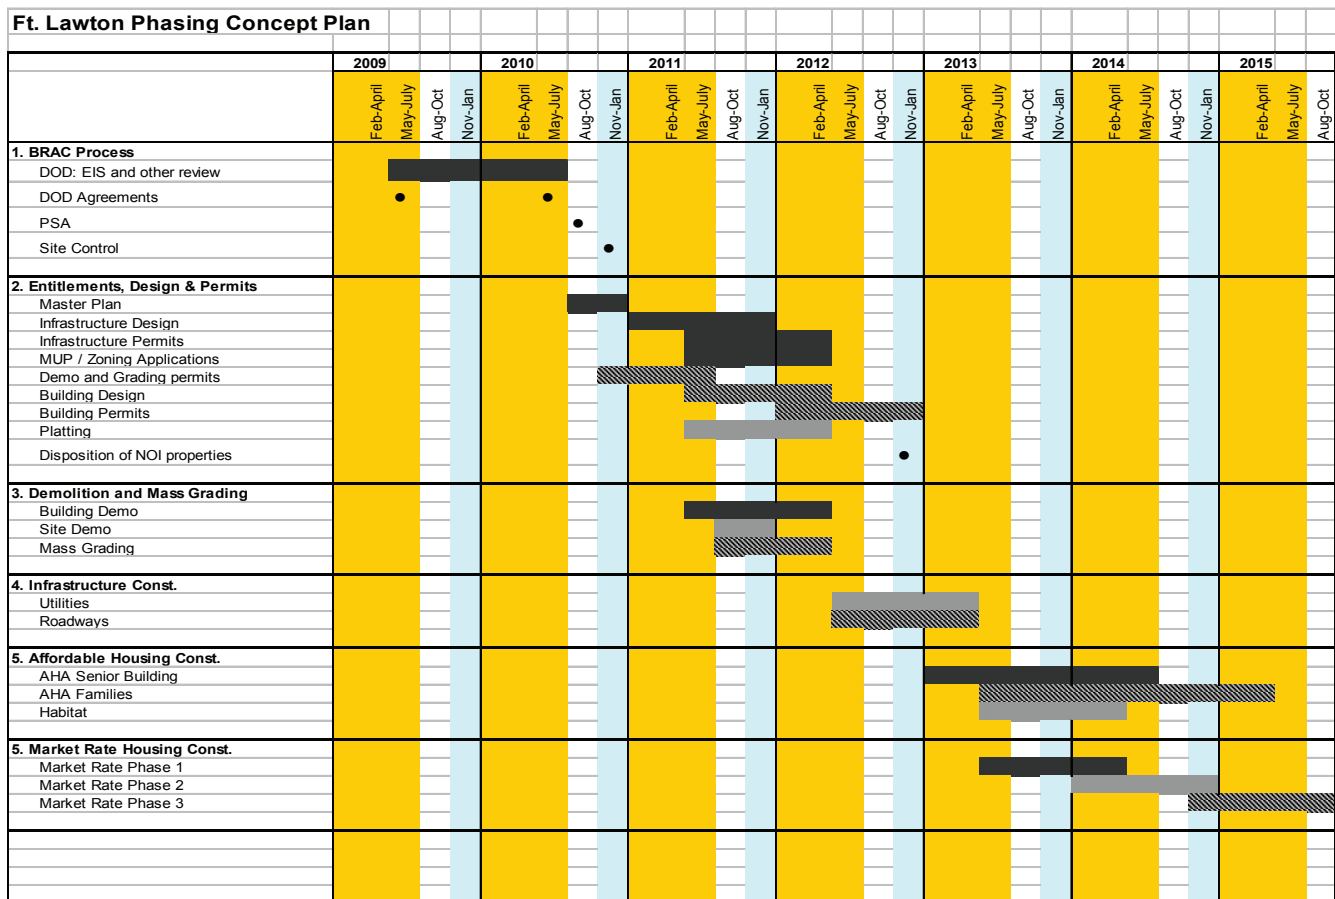 Ft. Lawton Phasing Concept Plan
2009 2010 2011 2012 2013 2014 2015
Feb-April May-July Aug-Oct Nov-Jan Feb-April May-July Aug-Oct Nov-Jan Feb-April May-July Aug-Oct Nov-Jan Feb-April May-July Aug-Oct Nov-Jan Feb-April May-July Aug-Oct Nov-Jan Feb-April May-July Aug-Oct Nov-Jan Feb-April May-July Aug-Oct
1. BRAC Process
DOD: EIS and other review
DOD Agreements
PSA
Site Control
2. Entitlements, Design & Permits
Master Plan
Infrastructure Design
Infrastructure Permits
MUP / Zoning Applications
Demo and Grading permits
Building Design
Building Permits
Platting
Disposition of NOI properties
3. Demolition and Mass Grading
Building Demo
Site Demo
Mass Grading
4. Infrastructure Const.
Utilities
Roadways
5. Affordable Housing Const.
AHA Senior Building
AHA Families
Habitat
5. Market Rate Housing Const.
Market Rate Phase 1
Market Rate Phase 2
Market Rate Phase 3